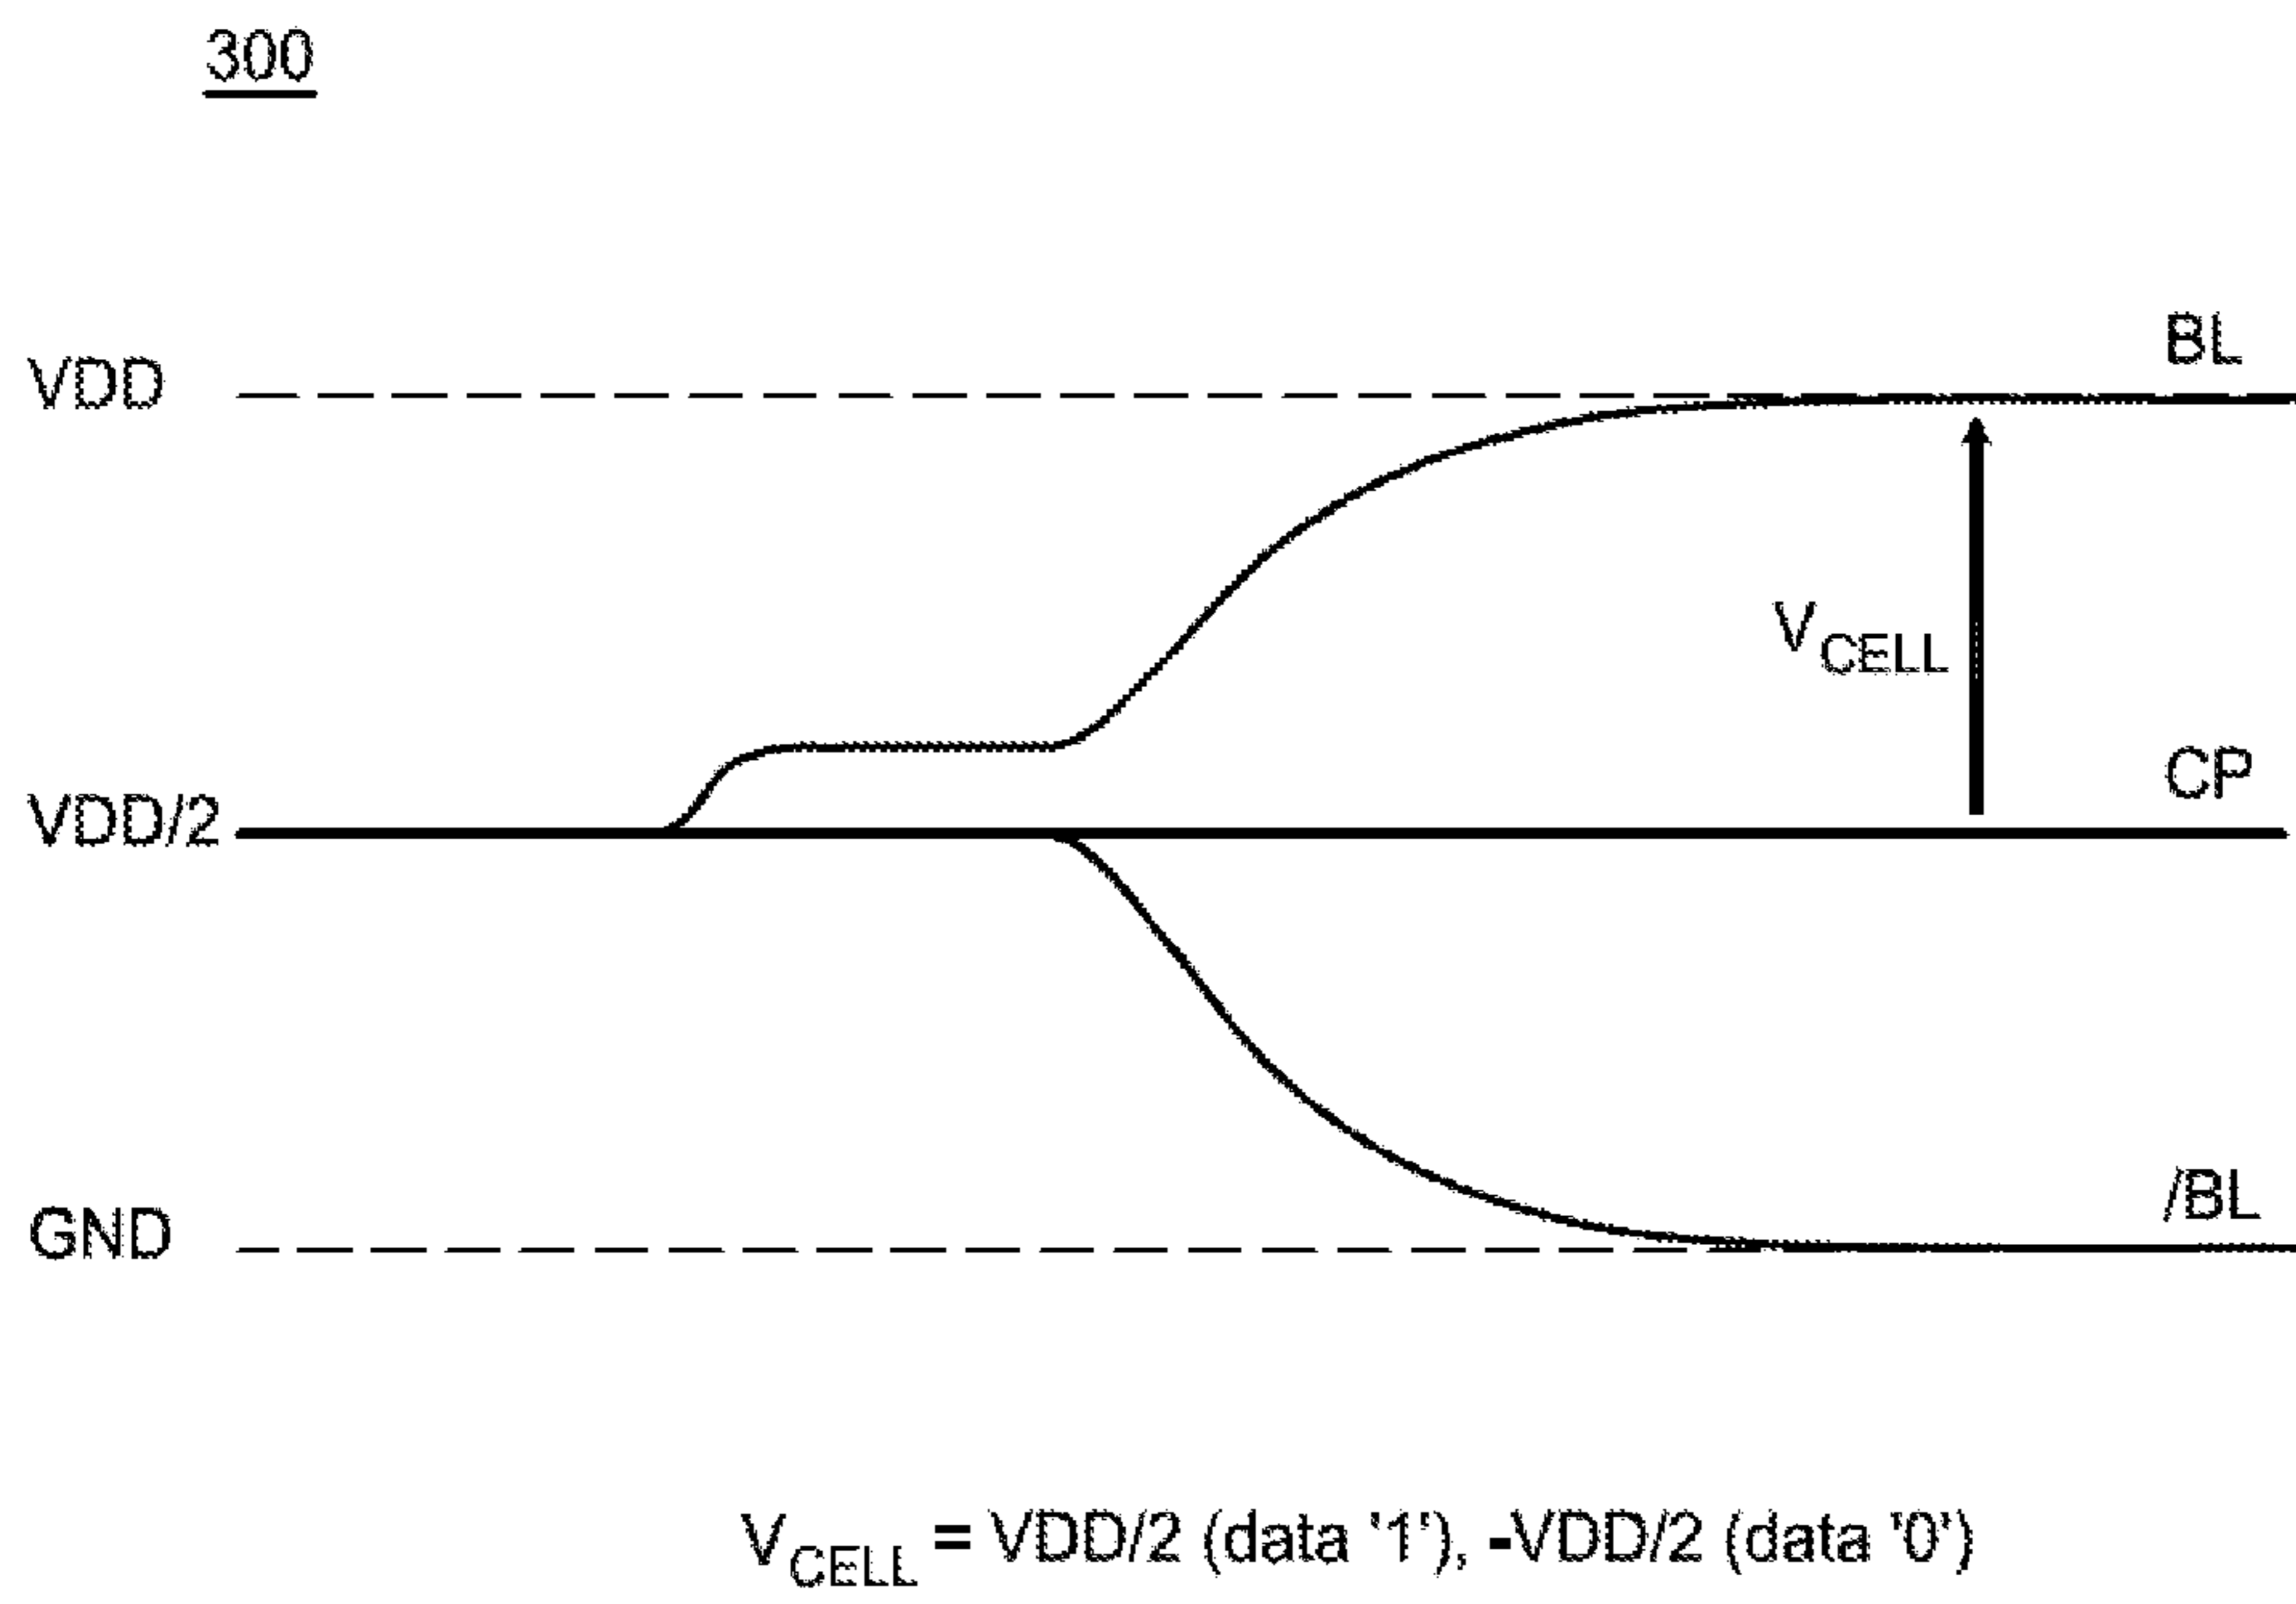 300
BL
VDD
VCELL
CP
VDD/2
/BL
GND
VCELL = VDD/2 (data '1'), -VDD/2 (data '0')